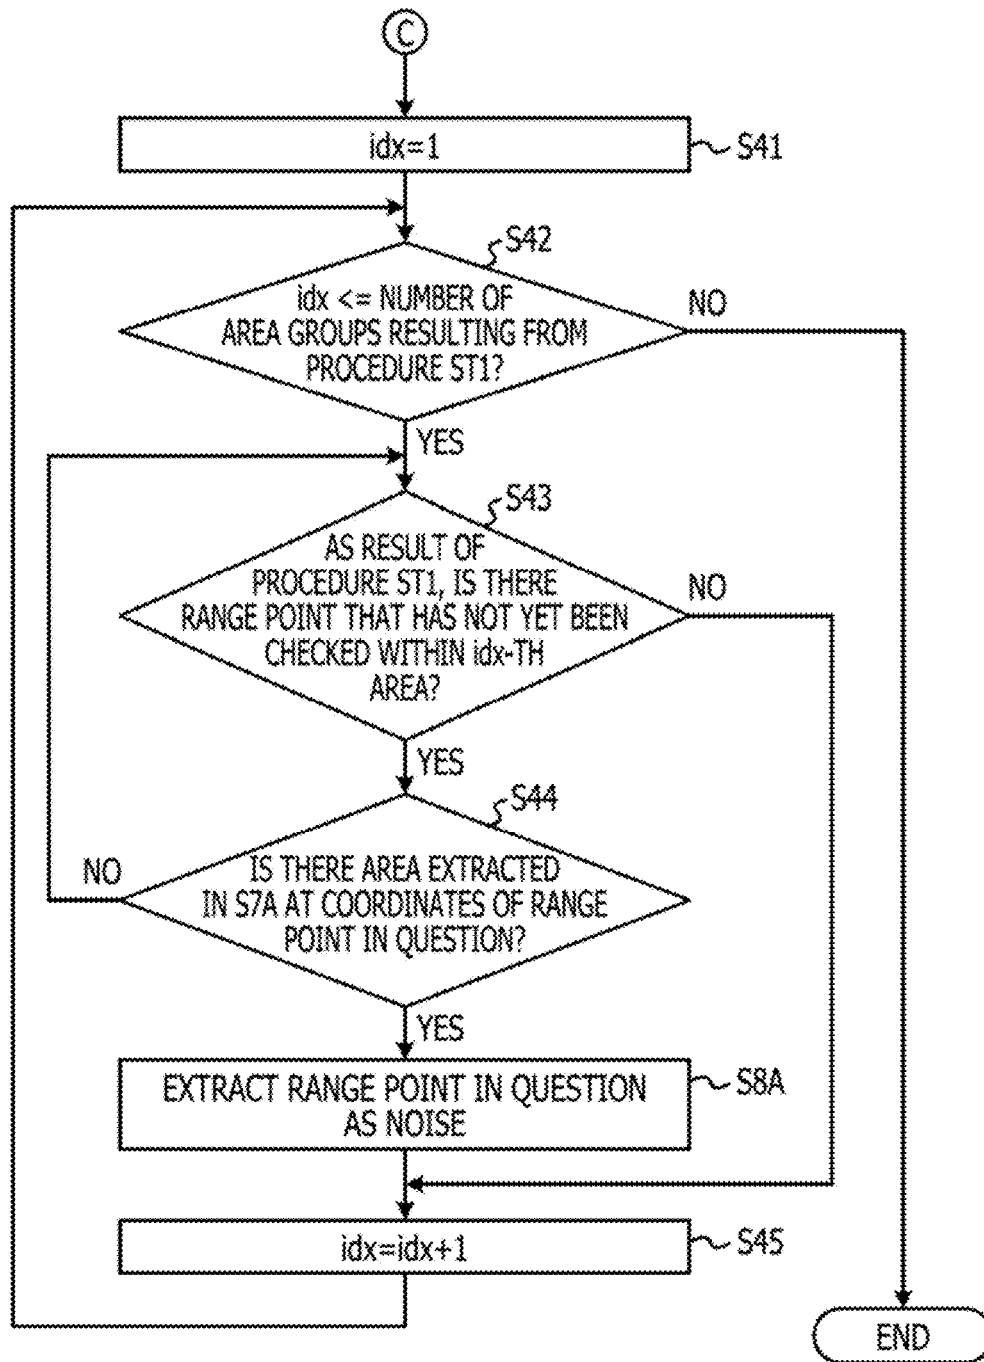 C
idx=1
S41
S42
idx <= NUMBER OF
AREA GROUPS RESULTING FROM
PROCEDURE ST1?
NO
YES
S43
AS RESULT OF
PROCEDURE ST1, IS THERE
RANGE POINT THAT HAS NOT YET BEEN
CHECKED WITHIN idx-TH
AREA?
NO
YES
S44
IS THERE AREA EXTRACTED
IN S7A AT COORDINATES OF RANGE
POINT IN QUESTION?
NO
YES
EXTRACT RANGE POINT IN QUESTION
AS NOISE
S8A
idx=idx+1
S45
END